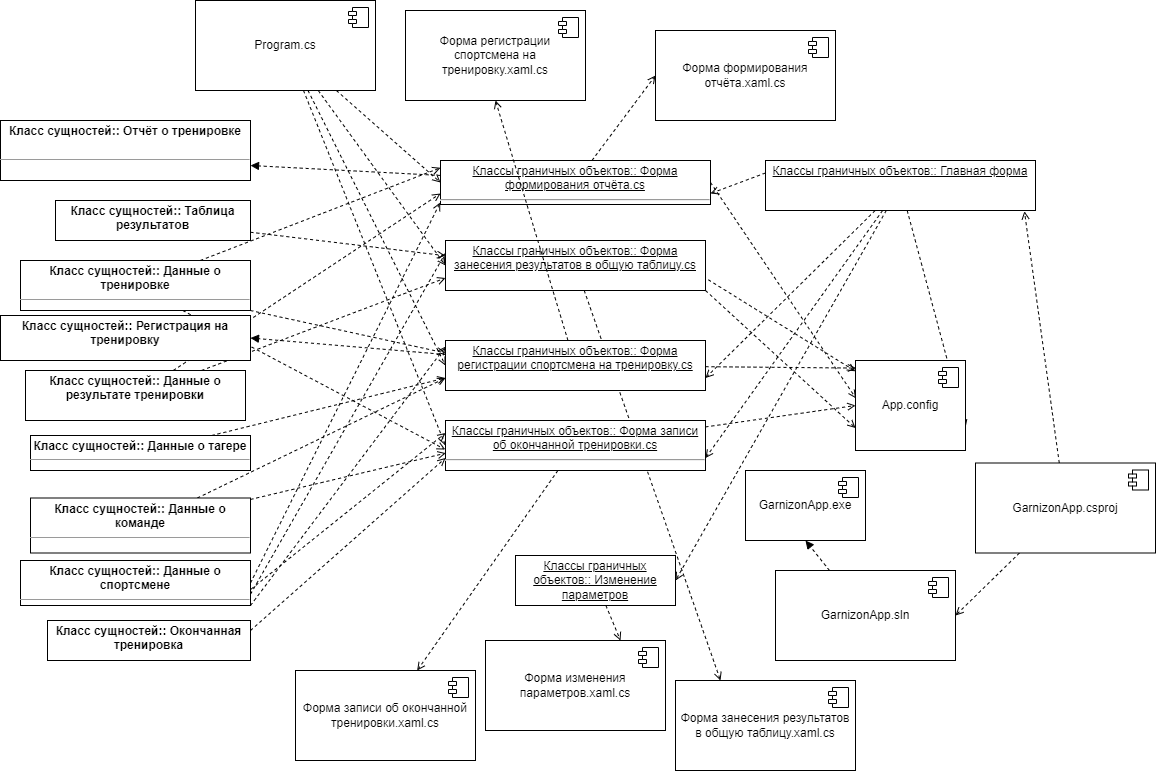 Program.cs
Форма регистрации
спортсмена на
тренировку.xaml.cs
Форма формирования
отчёта.xaml.cs
Класс сущностей:: Отчёт о тренировке
Классы граничных объектов:: Форма
формирования отчёта.cs
Классы граничных объектов:: Главная форма
Класс сущностей:: Таблица
результатов
Классы граничных объектов:: Форма
занесения результатов в общую таблицу.cs
Класс сущностей:: Данные о
тренировке
Класс сущностей:: Регистрация на
тренировку
Классы граничных объектов:: Форма
регистрации спортсмена на тренировку.cs
Класс сущностей:: Данные о
результате тренировки
App.config
Класс сущностей:: Данные о тагере
Классы граничных объектов:: Форма записи
об окончанной тренировки.cs
Класс сущностей:: Данные о
команде
GarnizonApp.exe
GarnizonApp.csproj
Класс сущностей:: Данные о
спортсмене
Классы граничных
объектов:: Изменение
параметров
GarnizonApp.sln
Класс сущностей:: Окончанная
тренировка
Форма записи об окончанной
тренировки.xaml.cs
Форма изменения
параметров.xaml.cs
Форма занесения результатов
в общую таблицу.xaml.cs